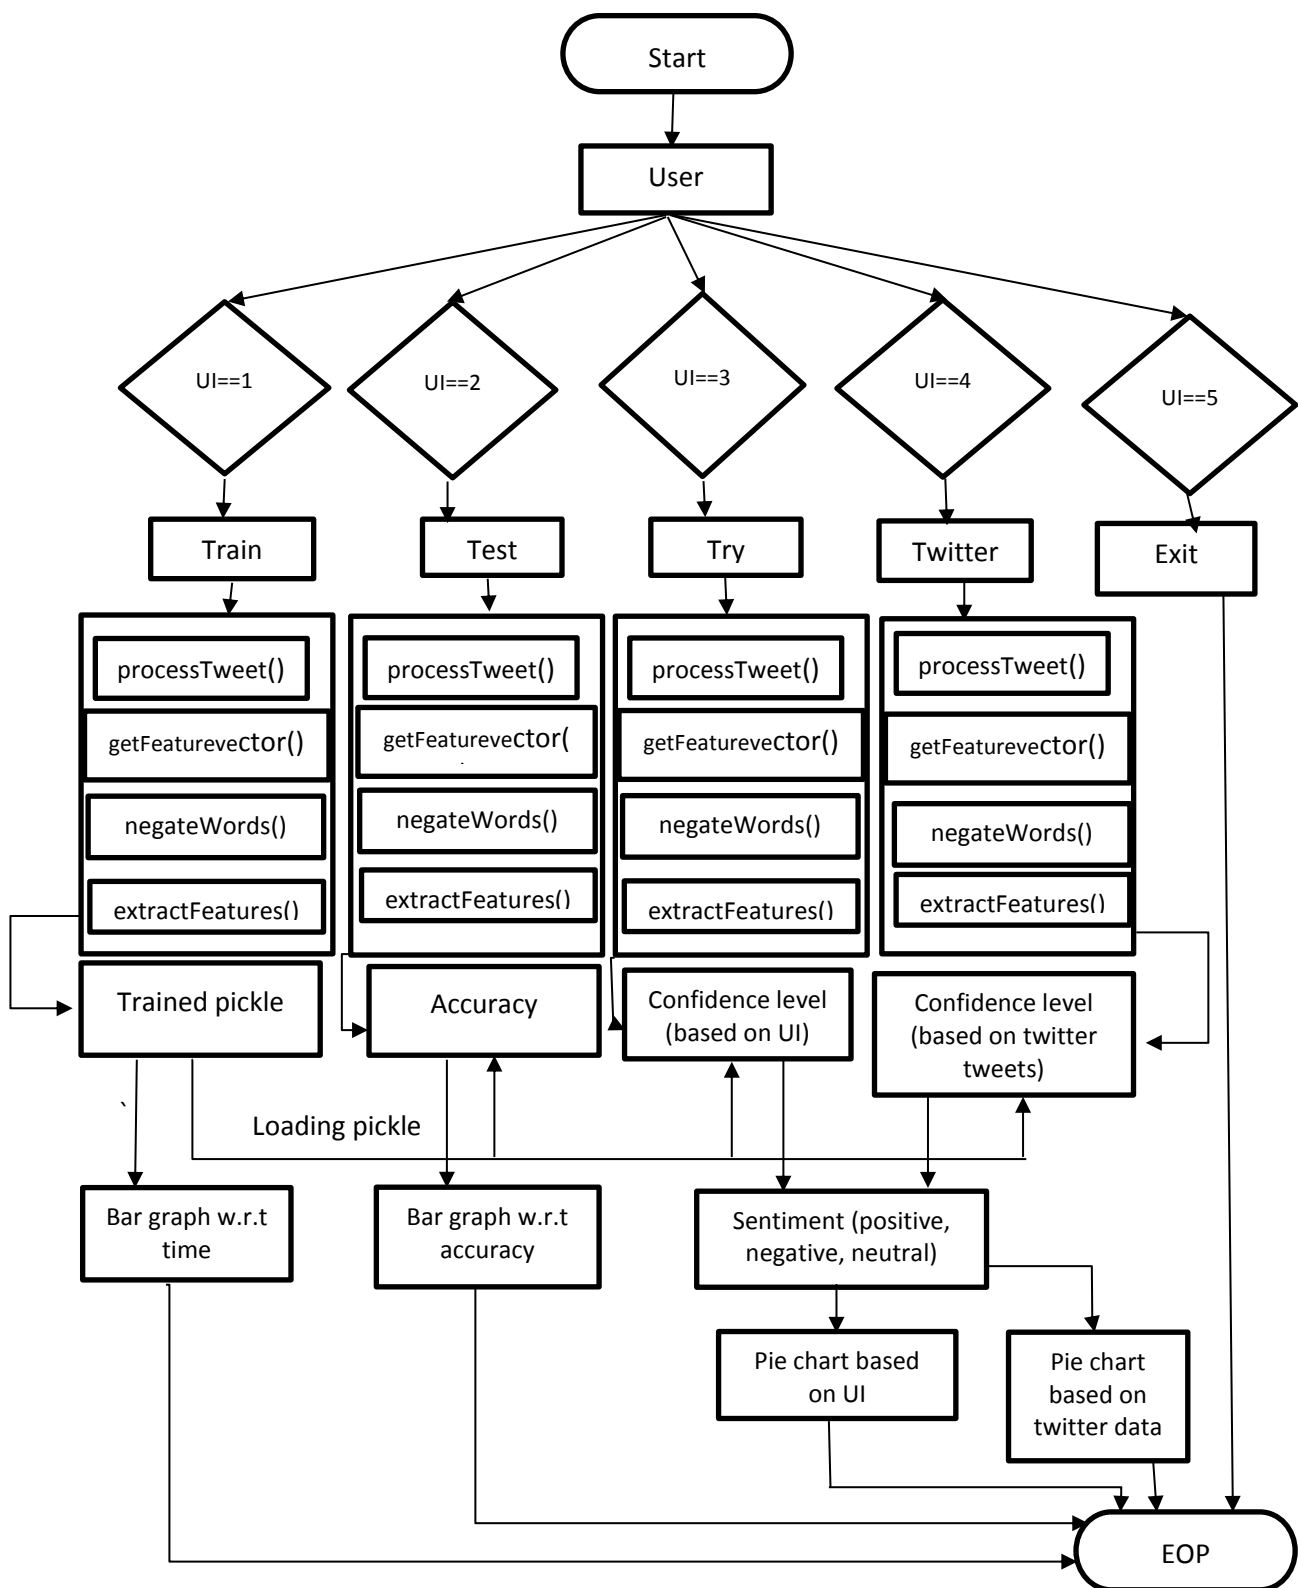 Start
User
UI==1
UI==2
UI==3
UI==4
UI==5
Train
Test
Try
Twitter
Exit
processTweet()
getFeaturevector()
negateWords()
extractFeatures()
processTweet()
getFeaturevector(
negateWords()
extractFeatures()
processTweet()
getFeaturevector()
negateWords()
extractFeatures()
processTweet()
getFeaturevector()
negateWords()
extractFeatures()
Trained pickle
Accuracy
Confidence level
(based on UI)
Confidence level
(based on twitter
tweets)
`
Loading pickle
Bar graph w.r.t
time
Bar graph w.r.t
accuracy
Sentiment (positive,
negative, neutral)
Pie chart based
on UI
Pie chart
based on
twitter data
EOP